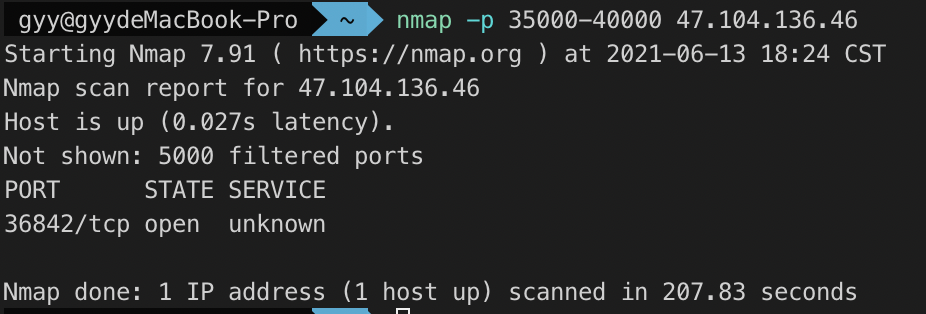 gyy@gyydeMacBook-Pro ~ nmap -p 35000-40000 47.104.136.46
Starting Nmap 7.91 ( https://nmap.org ) at 2021-06-13 18:24 CST
Nmap scan report for 47.104.136.46
Host is up (0.027s latency).
Not shown: 5000 filtered ports
PORT      STATE SERVICE
36842/tcp open  unknown
Nmap done: 1 IP address (1 host up) scanned in 207.83 seconds